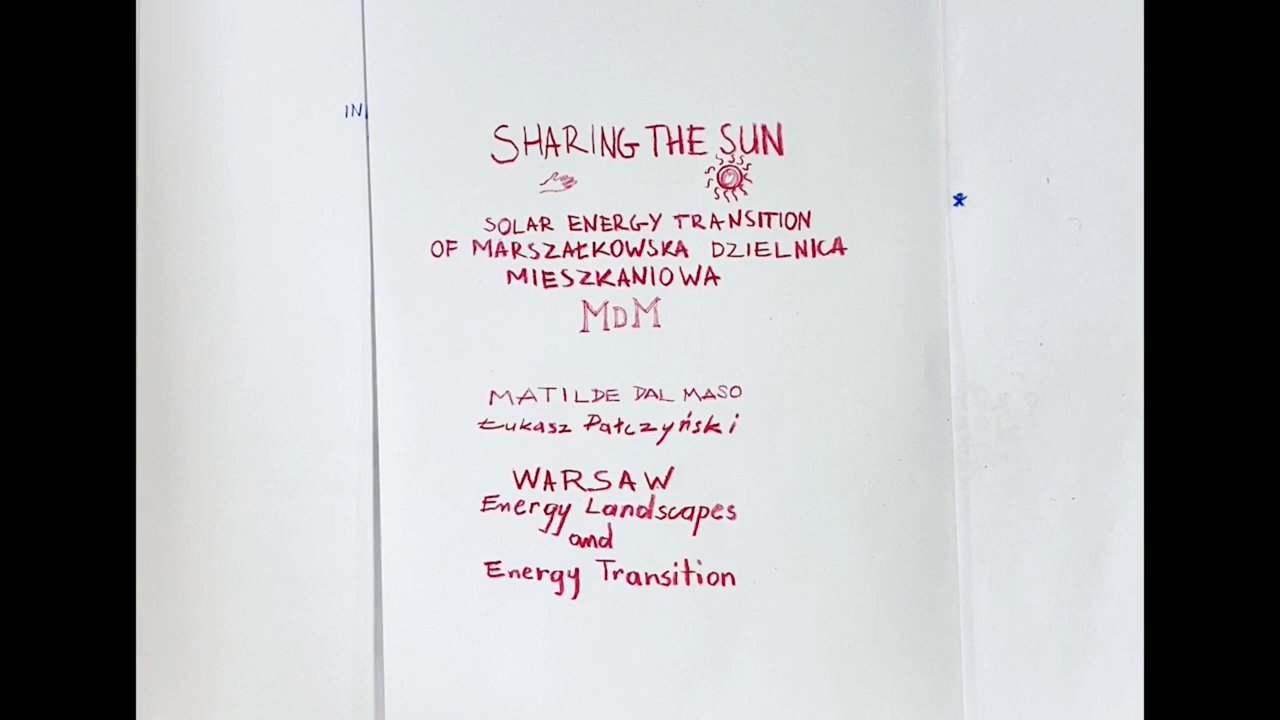 IN
SHARING THE SUN
SOLAR ENERGY TRANSITION
OF MARSZAŁKOWSKA DZIELNICA
MIESZKANIOWA
MDM
MATILDE DAL MASO
Łukasz Pałczyński
WARSAW
Energy Landscapes
and
Energy Transition